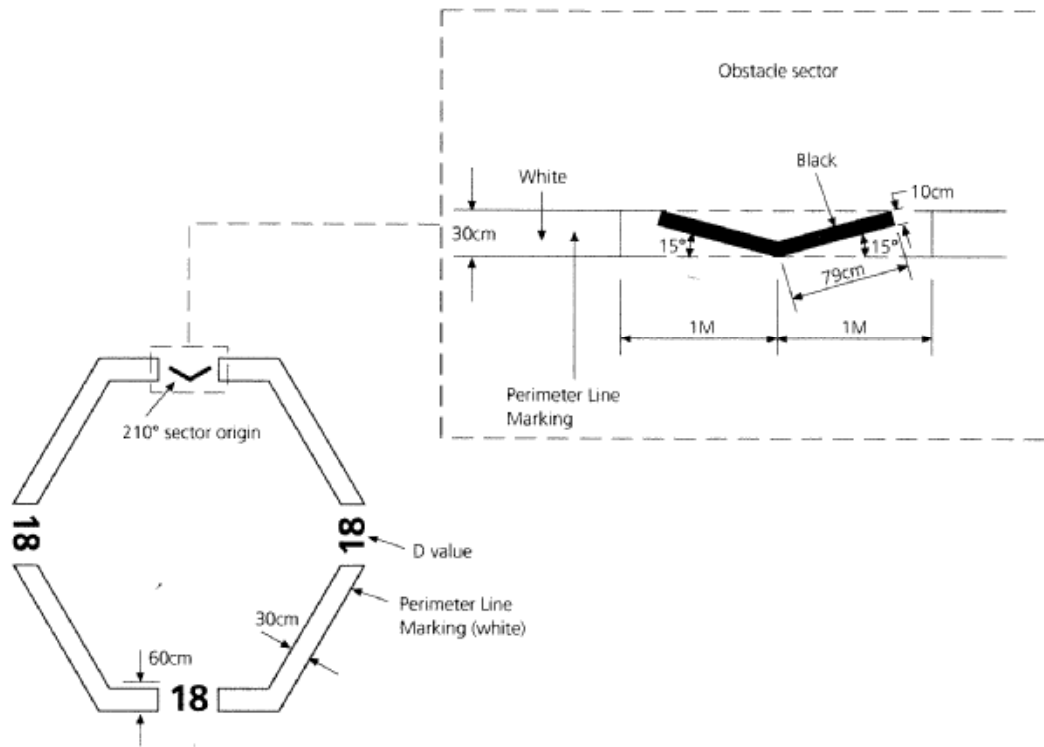 Obstacle sector
White
Black
10cm
30cm
15°
15°
79cm
1M
1M
Perimeter Line
Marking
210° sector origin
18
18
D value
Perimeter Line
Marking (white)
30cm
60cm
18